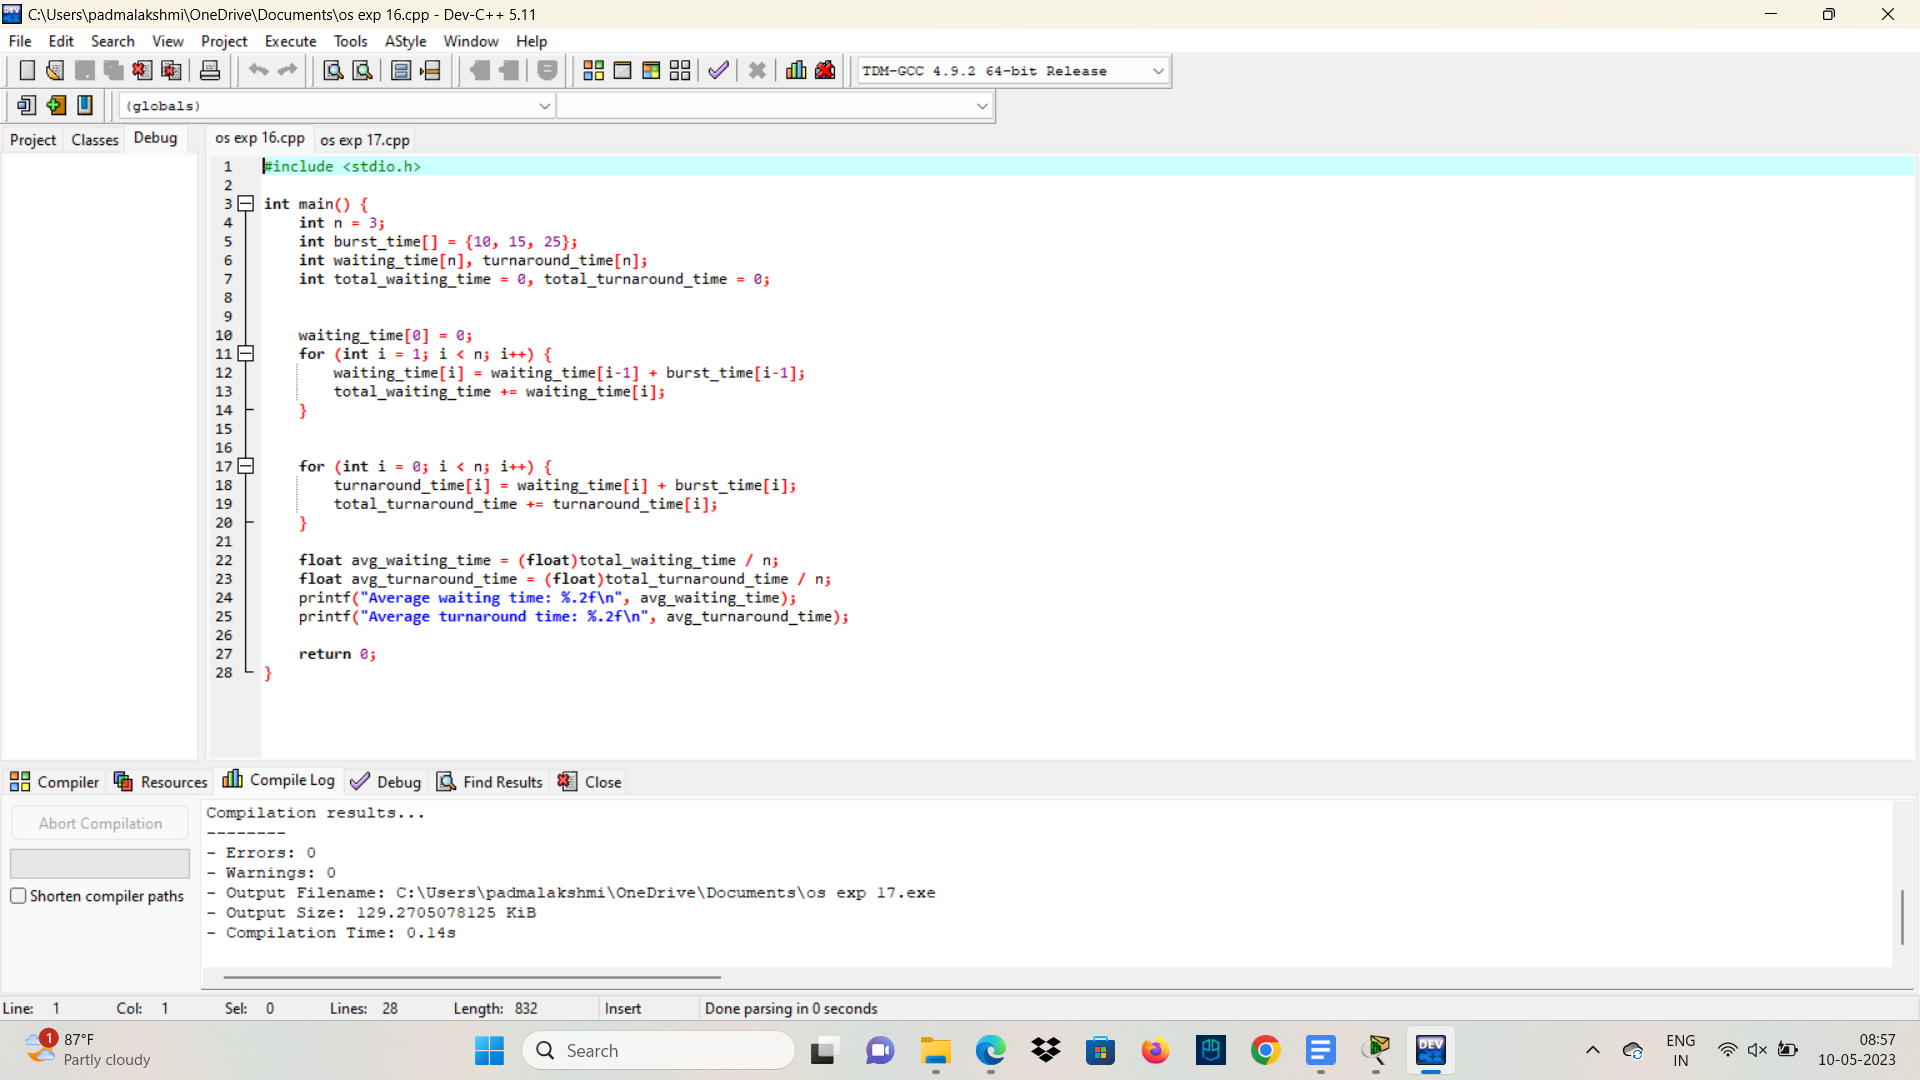 C:\Users\padmalakshmi\OneDrive\Documents\os exp 16.cpp - Dev-C++ 5.11
File Edit Search View Project Execute Tools AStyle Window Help
TDM-GCC 4.9.2 64-bit Release
(globals)
Project Classes Debug os exp 16.cpp os exp 17.cpp
1 #include <stdio.h>
2
3 int main() {
4 int n = 3;
5 int burst_time[] = {10, 15, 25};
6 int waiting_time[n], turnaround_time[n];
7 int total_waiting_time = 0, total_turnaround_time = 0;
8
9
10 waiting_time[0] = 0;
11 for (int i = 1; i < n; i++) {
12 waiting_time[i] = waiting_time[i-1] + burst_time[i-1];
13 total_waiting_time += waiting_time[i];
14 }
15
16
17 for (int i = 0; i < n; i++) {
18 turnaround_time[i] = waiting_time[i] + burst_time[i];
19 total_turnaround_time += turnaround_time[i];
20 }
21
22 float avg_waiting_time = (float)total_waiting_time / n;
23 float avg_turnaround_time = (float)total_turnaround_time / n;
24 printf("Average waiting time: %.2f\n", avg_waiting_time);
25 printf("Average turnaround time: %.2f\n", avg_turnaround_time);
26
27 return 0;
28 }
Compiler Resources Compile Log Debug Find Results Close
Abort Compilation
Shorten compiler paths
Compilation results...
--------
- Errors: 0
- Warnings: 0
- Output Filename: C:\Users\padmalakshmi\OneDrive\Documents\os exp 17.exe
- Output Size: 129.2705078125 KiB
- Compilation Time: 0.14s
Line: 1 Col: 1 Sel: 0 Lines: 28 Length: 832 Insert Done parsing in 0 seconds
1
87°F
Partly cloudy
Search
DEV
C++
ENG
IN
08:57
10-05-2023